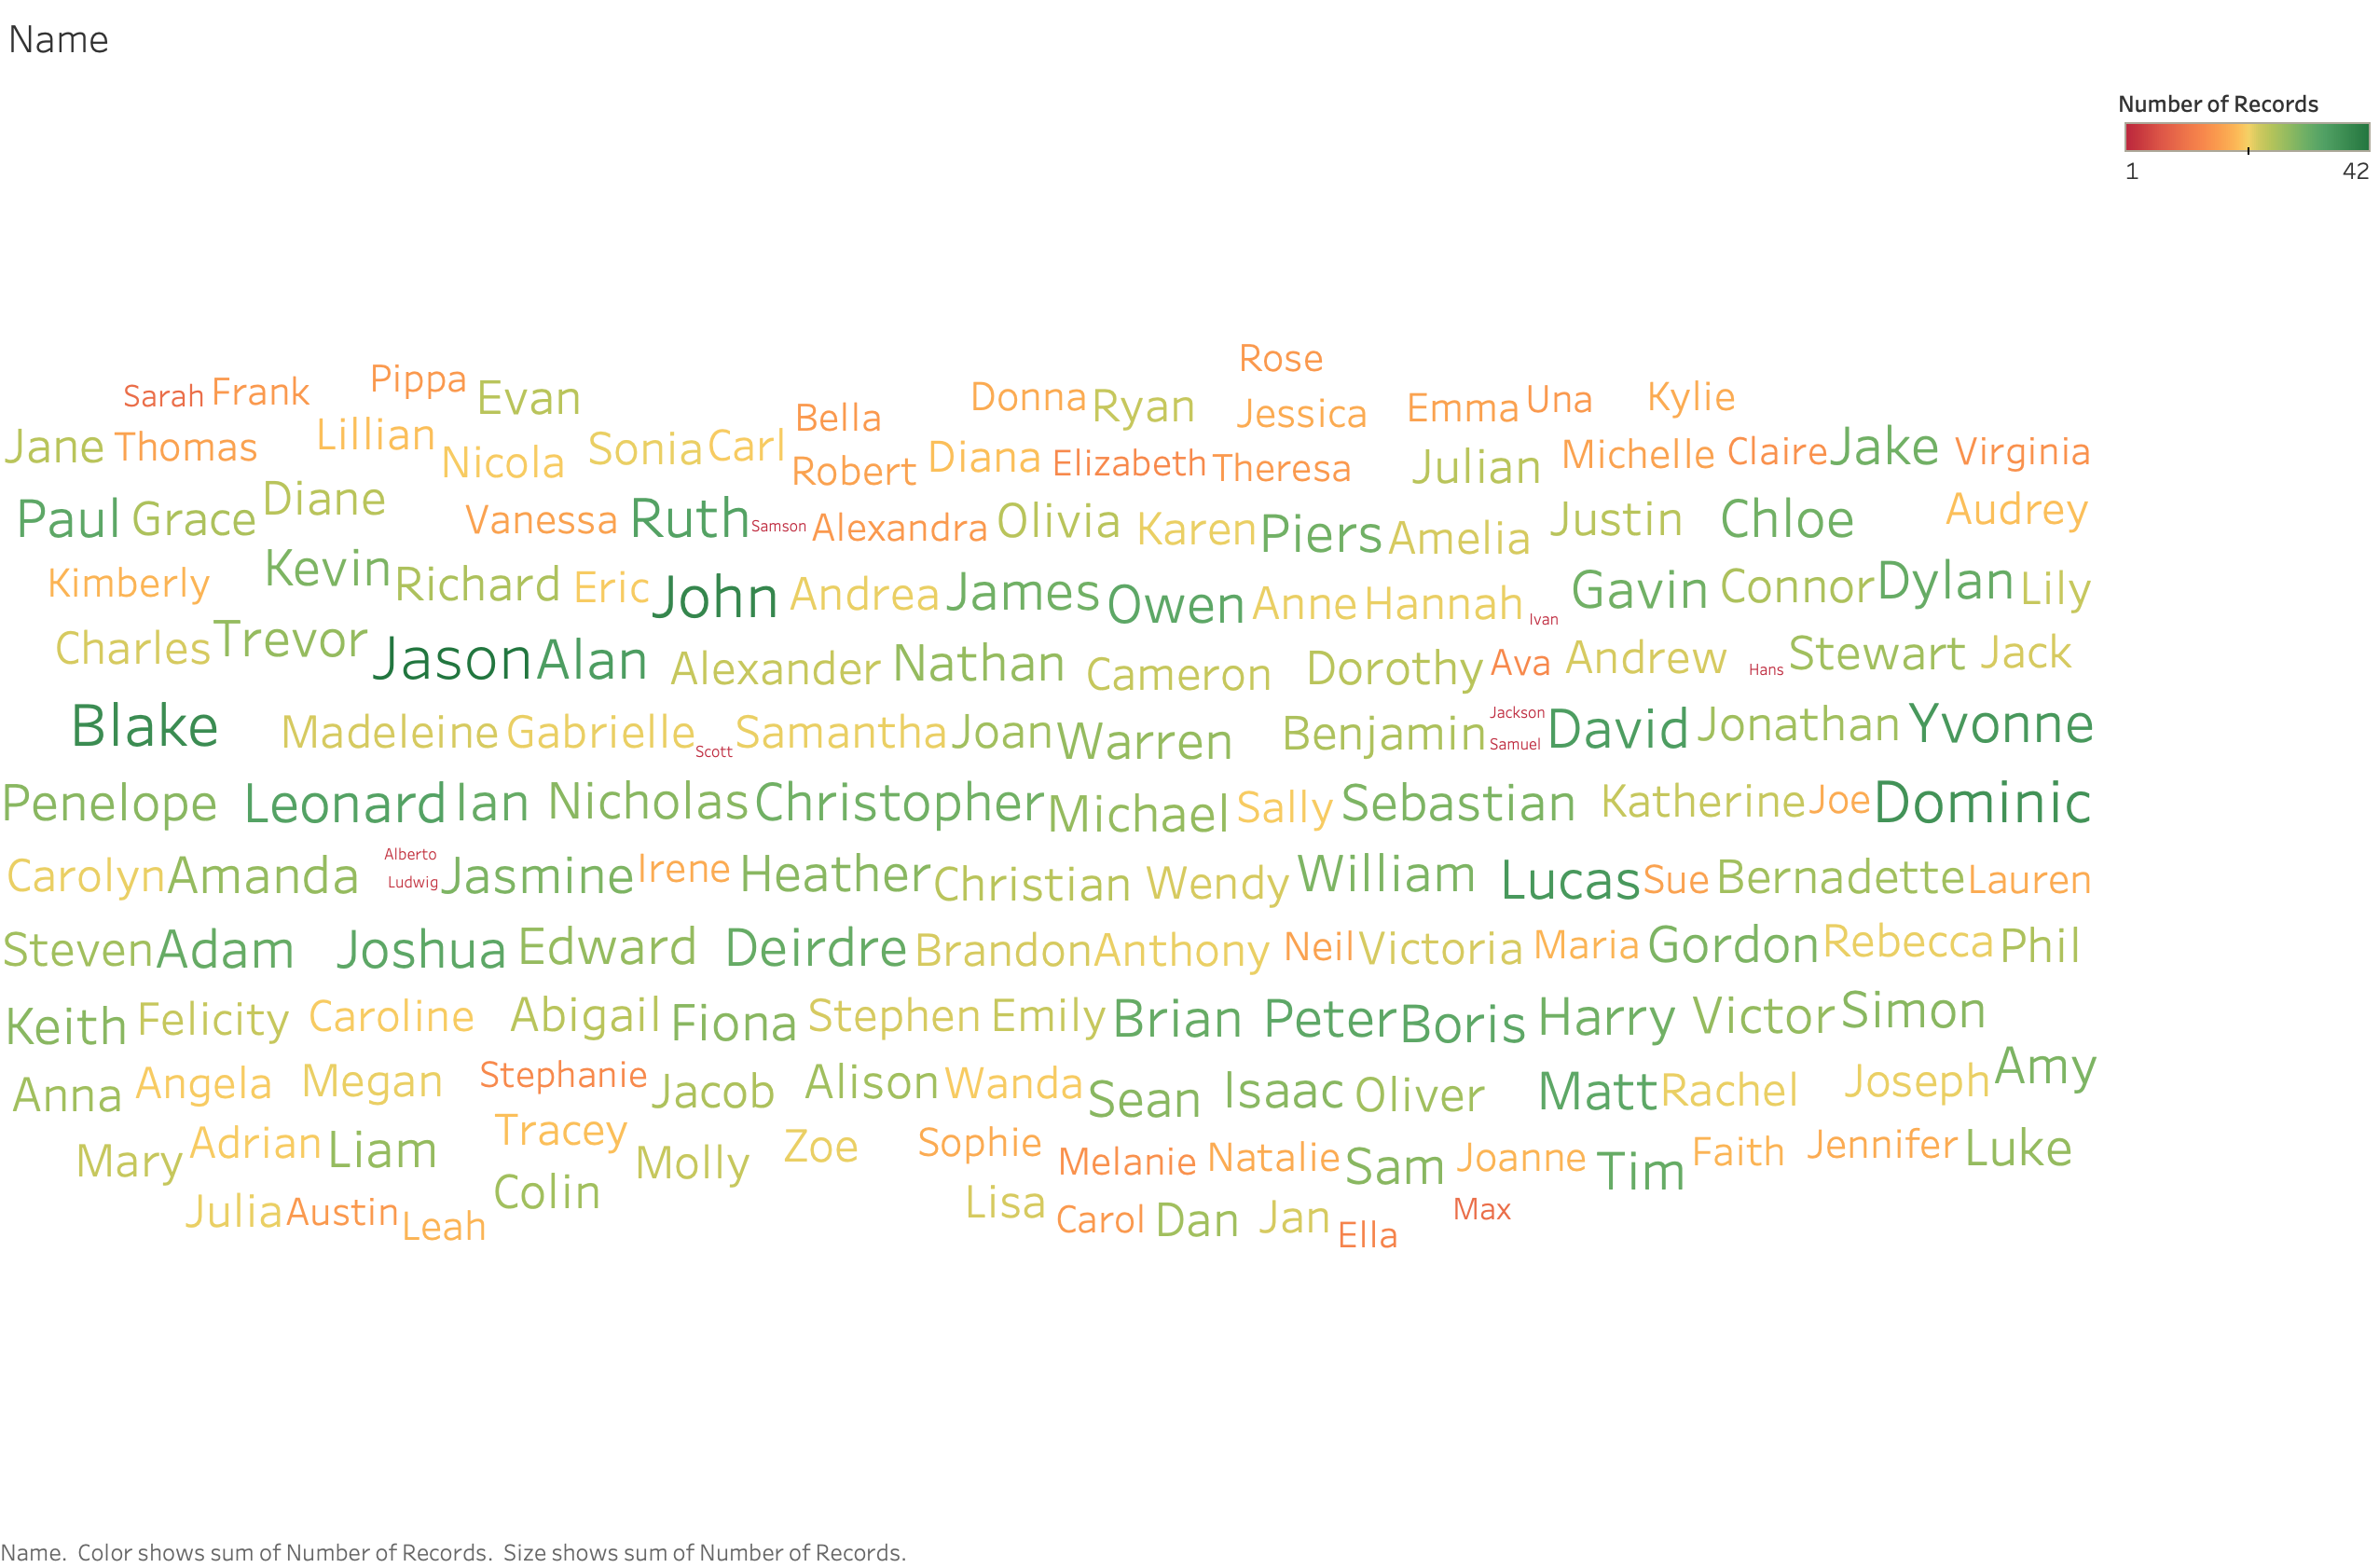 Name
Number of Records
1 42
Rose
Sarah Frank Pippa Evan Donna Ryan Jessica Emma Una Kylie
Jane Thomas Lillian Nicola Sonia Carl Bella Robert Diana Elizabeth Theresa Julian Michelle Claire Jake Virginia
Paul Grace Diane Vanessa Ruth Samson Alexandra Olivia Karen Piers Amelia Justin Chloe Audrey
Kimberly Kevin Richard Eric John Andrea James Owen Anne Hannah Ivan Gavin Connor Dylan Lily
Charles Trevor Jason Alan Alexander Nathan Cameron Dorothy Ava Andrew Hans Stewart Jack
Blake Madeleine Gabrielle Scott Samantha Joan Warren Benjamin Jackson Samuel David Jonathan Yvonne
Penelope Leonard Ian Nicholas Christopher Michael Sally Sebastian Katherine Joe Dominic
Carolyn Amanda Alberto Ludwig Jasmine Irene Heather Christian Wendy William Lucas Sue Bernadette Lauren
Steven Adam Joshua Edward Deirdre Brandon Anthony Neil Victoria Maria Gordon Rebecca Phil
Keith Felicity Caroline Abigail Fiona Stephen Emily Brian Peter Boris Harry Victor Simon
Anna Angela Megan Stephanie Jacob Alison Wanda Sean Isaac Oliver Matt Rachel Joseph Amy
Mary Adrian Liam Tracey Molly Zoe Sophie Melanie Natalie Sam Joanne Tim Faith Jennifer Luke
Julia Austin Leah Colin Lisa Carol Dan Jan Ella Max
Name. Color shows sum of Number of Records. Size shows sum of Number of Records.